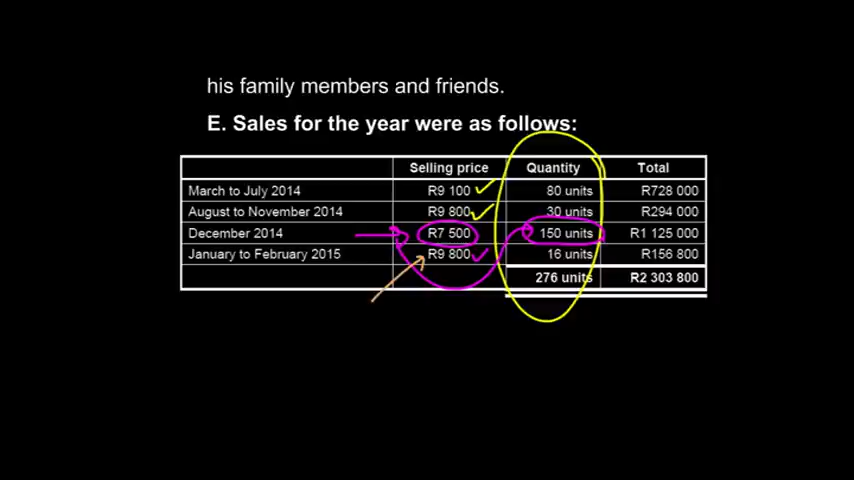 his family members and friends.
E. Sales for the year were as follows:
Selling price Quantity Total
March to July 2014 R9 100 80 units R728 000
August to November 2014 R9 800 30 units R294 000
December 2014 R7 500 150 units R1 125 000
January to February 2015 R9 800 16 units R156 800
276 units R2 303 800